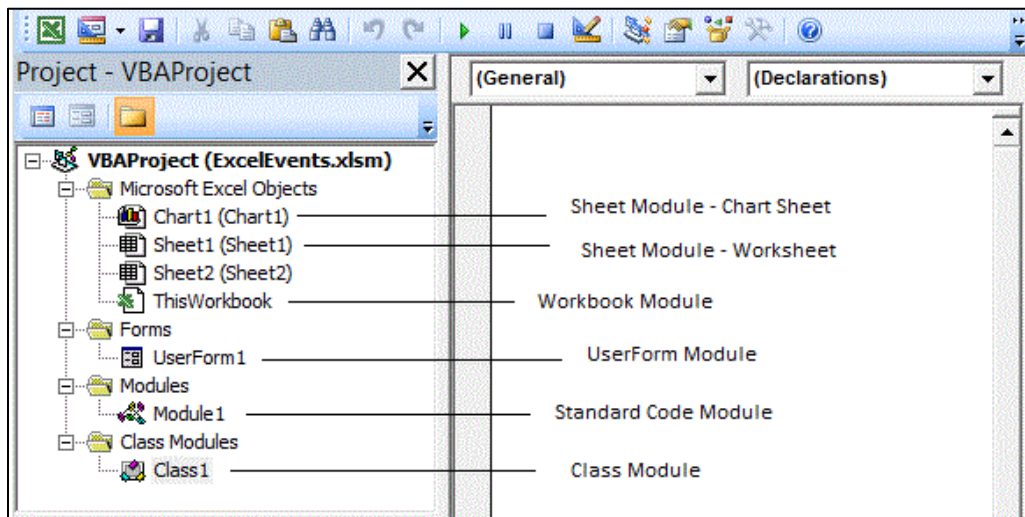 Project - VBAProject
(General)
(Declarations)
VBAProject (ExcelEvents.xlsm)
Microsoft Excel Objects
Chart1 (Chart1)
Sheet Module - Chart Sheet
Sheet1 (Sheet1)
Sheet Module - Worksheet
Sheet2 (Sheet2)
ThisWorkbook
Workbook Module
Forms
UserForm1
UserForm Module
Modules
Module1
Standard Code Module
Class Modules
Class1
Class Module